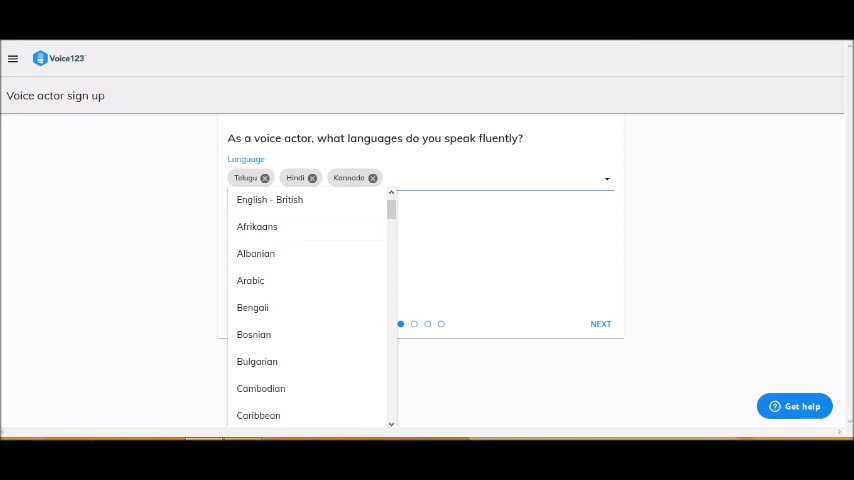 Voice123™
Voice actor sign up
As a voice actor, what languages do you speak fluently?
Language
Telugu Hindi Kannada
English - British
Afrikaans
Albanian
Arabic
Bengali
Bosnian
NEXT
Bulgarian
Cambodian
Get help
Caribbean